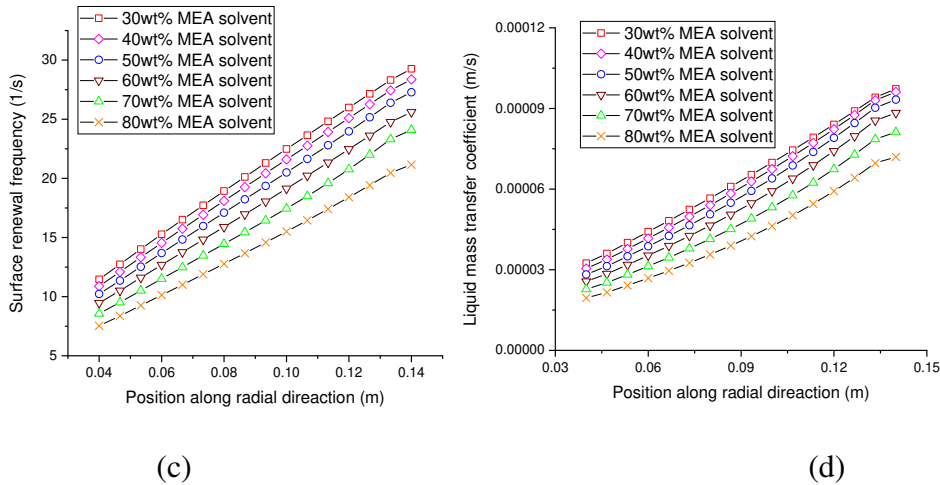 30wt% MEA solvent
40wt% MEA solvent
50wt% MEA solvent
60wt% MEA solvent
70wt% MEA solvent
80wt% MEA solvent
Surface renewal frequency (1/s)
30
25
20
15
10
5
0.04 0.06 0.08 0.10 0.12 0.14
Position along radial direaction (m)
(c)
30wt% MEA solvent
40wt% MEA solvent
50wt% MEA solvent
60wt% MEA solvent
70wt% MEA solvent
80wt% MEA solvent
Liquid mass transfer coefficient (m/s)
0.00012
0.00009
0.00006
0.00003
0.00000
0.03 0.06 0.09 0.12 0.15
Position along radial direaction (m)
(d)